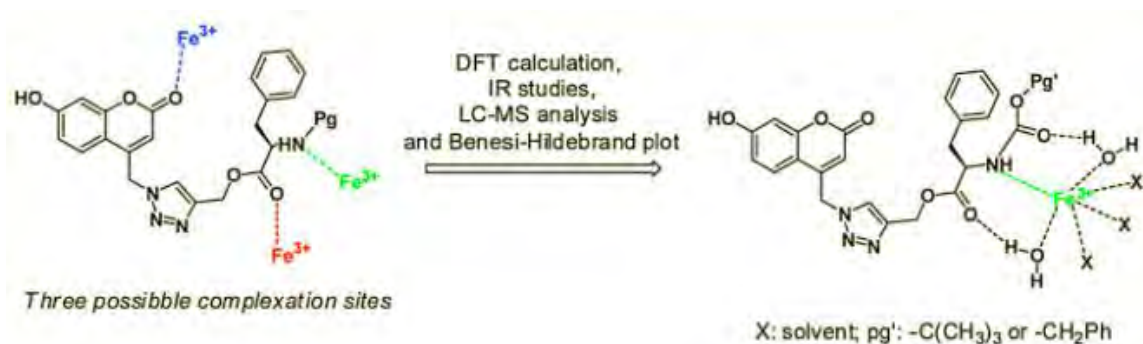 Fe3+
HO
O
O
Pg
HN
O
O
Fe3+
N
N=N
Fe3+
Three possibble complexation sites
DFT calculation,
IR studies,
LC-MS analysis
and Benesi-Hildebrand plot
Pg'
O
HO
O
O
O
H
H
NH
O
X
O
O
Fe3+
X
N
H
O
X
N=N
H
X: solvent; pg': -C(CH3)3 or -CH2Ph